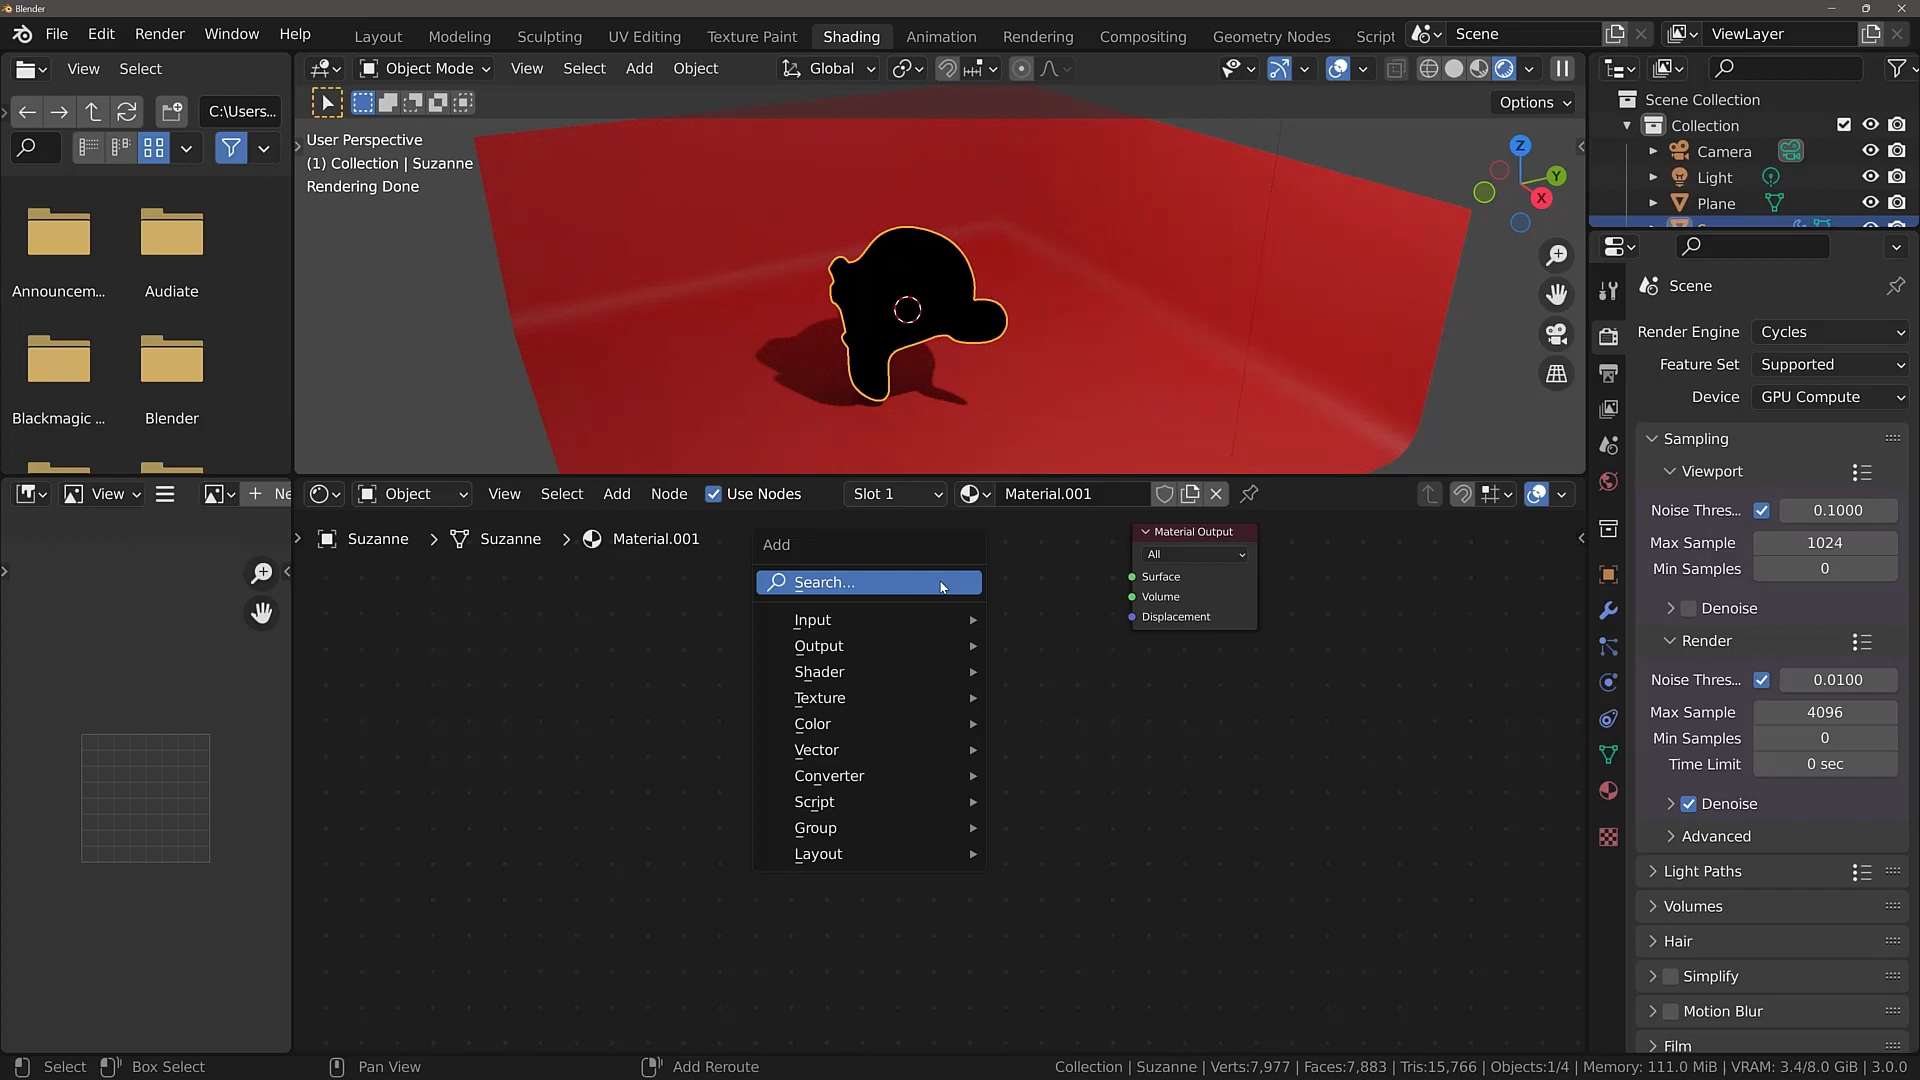 Blender
File Edit Render Window Help
Layout Modeling Sculpting UV Editing Texture Paint Shading Animation Rendering Compositing Geometry Nodes Script
Scene
ViewLayer
View Select
Object Mode View Select Add Object
Global
C:\Users...
Options
User Perspective
(1) Collection | Suzanne
Rendering Done
Z
Y
X
Announcem... Audiate
Blackmagic ... Blender
Scene Collection
Collection
Camera
Light
Plane
Scene
Render Engine Cycles
Feature Set Supported
Device GPU Compute
Sampling
Viewport
Noise Thres... 0.1000
Max Sample 1024
Min Samples 0
Denoise
Render
Noise Thres... 0.0100
Max Sample 4096
Min Samples 0
Time Limit 0 sec
Denoise
Advanced
Light Paths
Volumes
Hair
Simplify
Motion Blur
Film
View
Ne
Object View Select Add Node Use Nodes Slot 1 Material.001
Suzanne Suzanne Material.001
Add
Search...
Input
Output
Shader
Texture
Color
Vector
Converter
Script
Group
Layout
Material Output
All
Surface
Volume
Displacement
Select Box Select Pan View Add Reroute
Collection | Suzanne | Verts:7,977 | Faces:7,883 | Tris:15,766 | Objects:1/4 | Memory: 111.0 MiB | VRAM: 3.4/8.0 GiB | 3.0.0